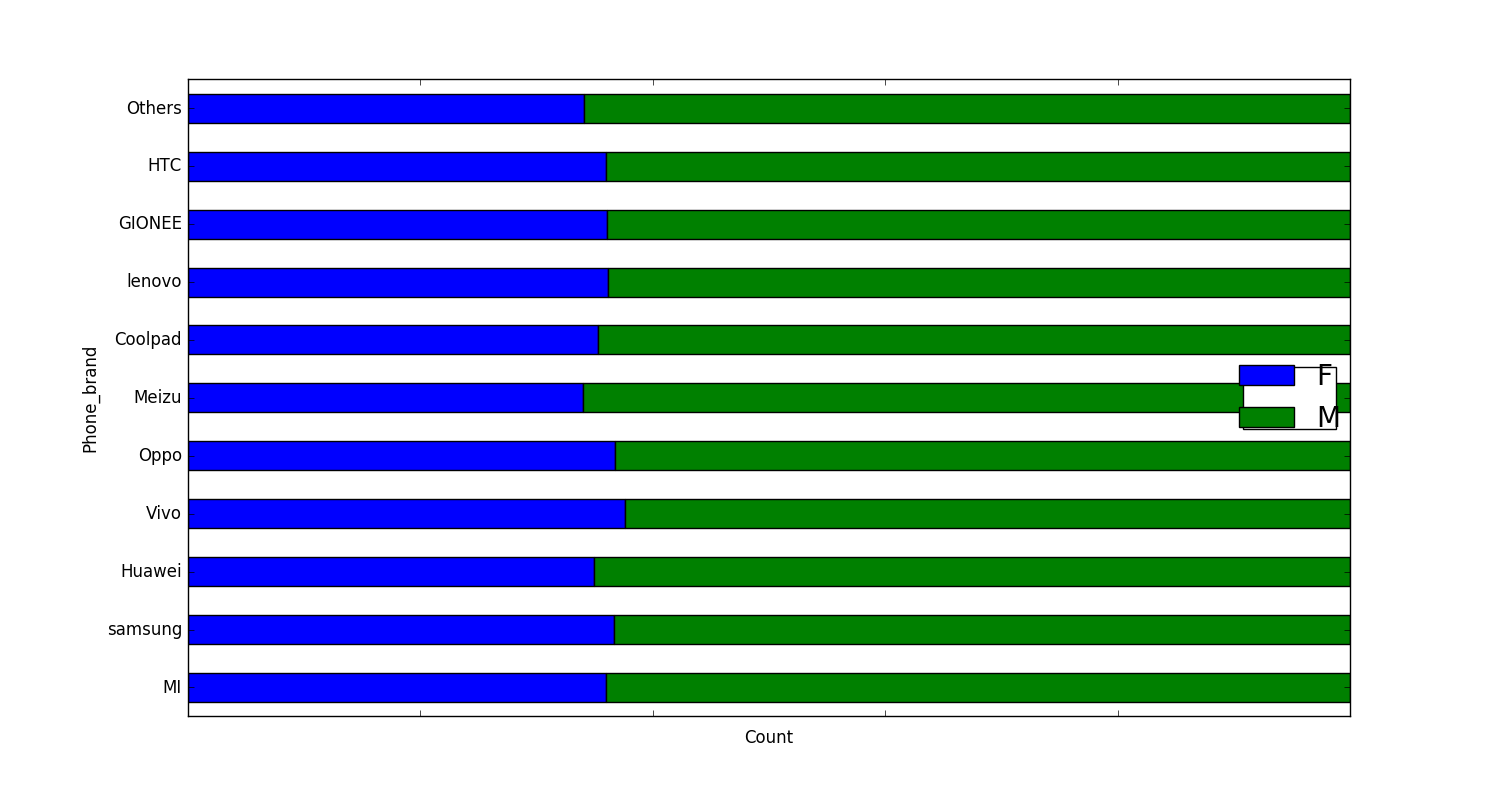 Others
HTC
GIONEE
lenovo
Coolpad
Meizu
Oppo
Vivo
Huawei
samsung
MI
Phone_brand
Count
F
M